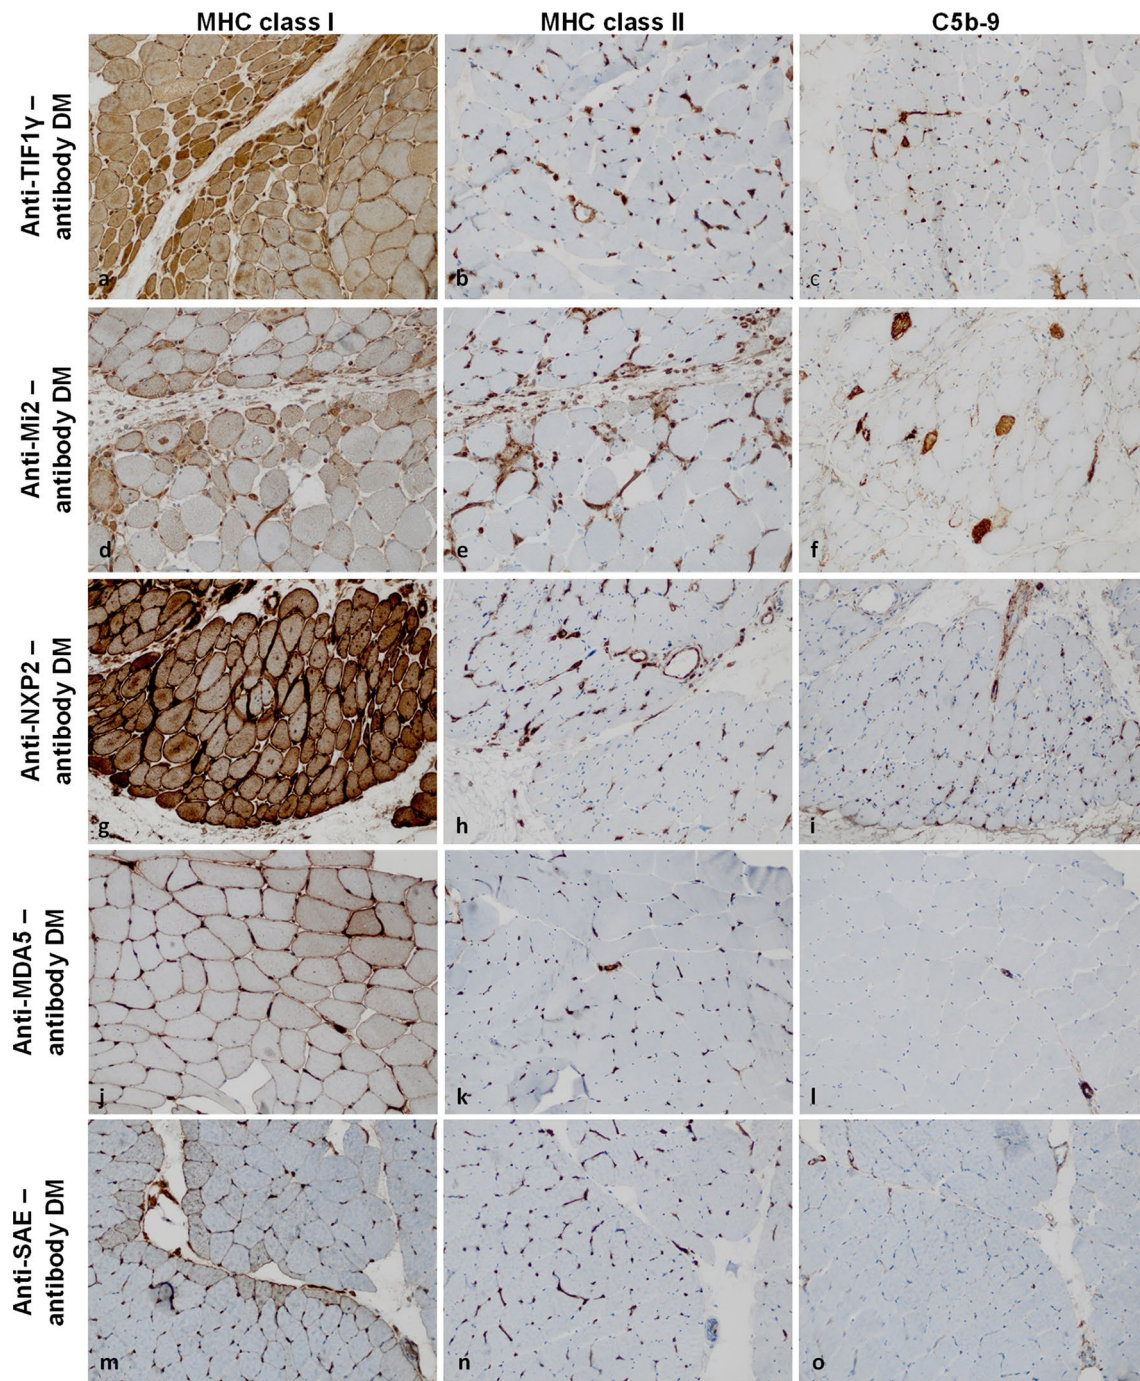 MHC class I
MHC class II
C5b-9
Anti-TIF1γ –
antibody DM
a
b
c
Anti-Mi2 –
antibody DM
d
e
f
Anti-NXP2 –
antibody DM
g
h
i
Anti-MDA5 –
antibody DM
j
k
l
Anti-SAE –
antibody DM
m
n
o